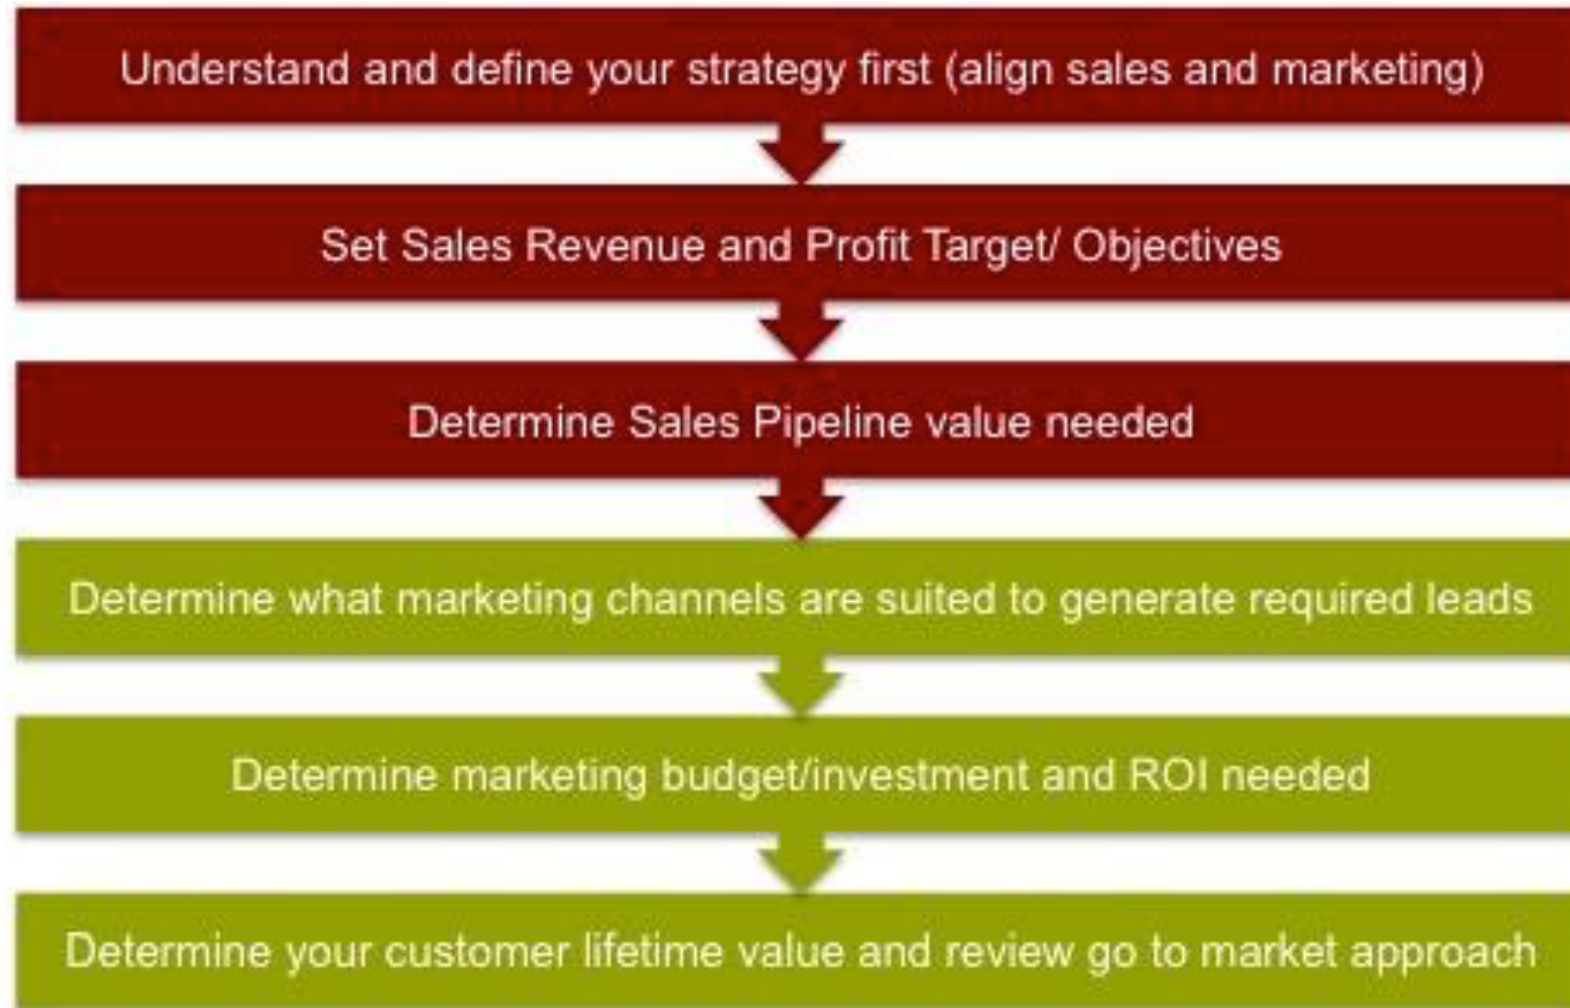 Understand and define your strategy first (align sales and marketing)
Set Sales Revenue and Profit Target/ Objectives
Determine Sales Pipeline value needed
Determine what marketing channels are suited to generate required leads
Determine marketing budget/investment and ROI needed
Determine your customer lifetime value and review go to market approach